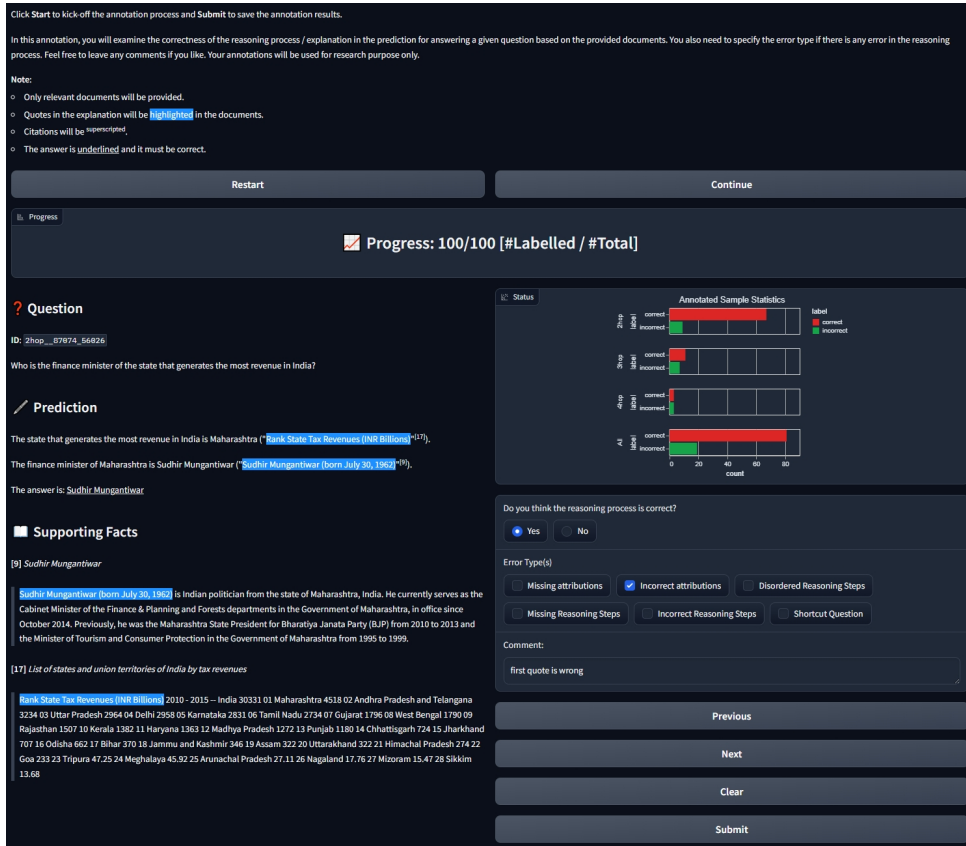 Click Start to kick-off the annotation process and Submit to save the annotation results.
In this annotation, you will examine the correctness of the reasoning process / explanation in the prediction for answering a given question based on the provided documents. You also need to specify the error type if there is any error in the reasoning
process. Feel free to leave any comments if you like. Your annotations will be used for research purpose only.
Note:
Only relevant documents will be provided.
Quotes in the explanation will be highlighted in the documents.
Citations will be superscripted.
The answer is underlined and it must be correct.
Restart
Continue
Progress
Progress: 100/100 [#Labelled / #Total]
Question
ID: 2hop__87074_56026
Who is the finance minister of the state that generates the most revenue in India?
Prediction
The state that generates the most revenue in India is Maharashtra ("Rank State Tax Revenues (INR Billions)"[17]).
The finance minister of Maharashtra is Sudhir Mungantiwar ("Sudhir Mungantiwar (born July 30, 1962)"[9]).
The answer is: Sudhir Mungantiwar
Supporting Facts
[9] Sudhir Mungantiwar
Sudhir Mungantiwar (born July 30, 1962) is Indian politician from the state of Maharashtra, India. He currently serves as the
Cabinet Minister of the Finance & Planning and Forests departments in the Government of Maharashtra, in office since
October 2014. Previously, he was the Maharashtra State President for Bharatiya Janata Party (BJP) from 2010 to 2013 and
the Minister of Tourism and Consumer Protection in the Government of Maharashtra from 1995 to 1999.
[17] List of states and union territories of India by tax revenues
Rank State Tax Revenues (INR Billions) 2010 - 2015 -- India 30331 01 Maharashtra 4518 02 Andhra Pradesh and Telangana
3234 03 Uttar Pradesh 2964 04 Delhi 2958 05 Karnataka 2831 06 Tamil Nadu 2734 07 Gujarat 1796 08 West Bengal 1790 09
Rajasthan 1507 10 Kerala 1382 11 Haryana 1363 12 Madhya Pradesh 1272 13 Punjab 1180 14 Chhattisgarh 724 15 Jharkhand
707 16 Odisha 662 17 Bihar 370 18 Jammu and Kashmir 346 19 Assam 322 20 Uttarakhand 322 21 Himachal Pradesh 274 22
Goa 233 23 Tripura 47.25 24 Meghalaya 45.92 25 Arunachal Pradesh 27.11 26 Nagaland 17.76 27 Mizoram 15.47 28 Sikkim
13.68
Status
Annotated Sample Statistics
2hop
label
correct
incorrect
3hop
label
correct
incorrect
4hop
label
correct
incorrect
All
label
correct
incorrect
0 20 40 60 80
count
label
correct
incorrect
Do you think the reasoning process is correct?
Yes No
Error Type(s)
Missing attributions Incorrect attributions Disordered Reasoning Steps
Missing Reasoning Steps Incorrect Reasoning Steps Shortcut Question
Comment:
first quote is wrong
Previous
Next
Clear
Submit